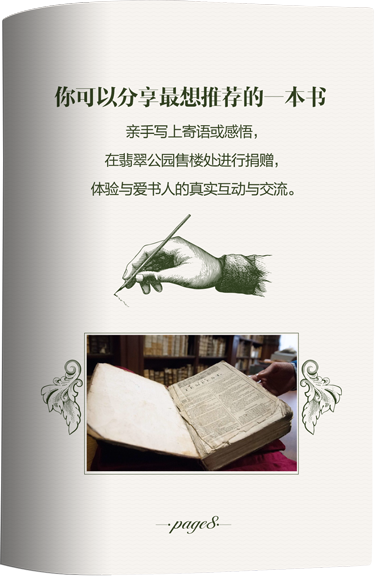 你可以分享最想推荐的一本书
亲手写上寄语或感悟，
在翡翠公园售楼处进行捐赠，
体验与爱书人的真实互动与交流。
page8